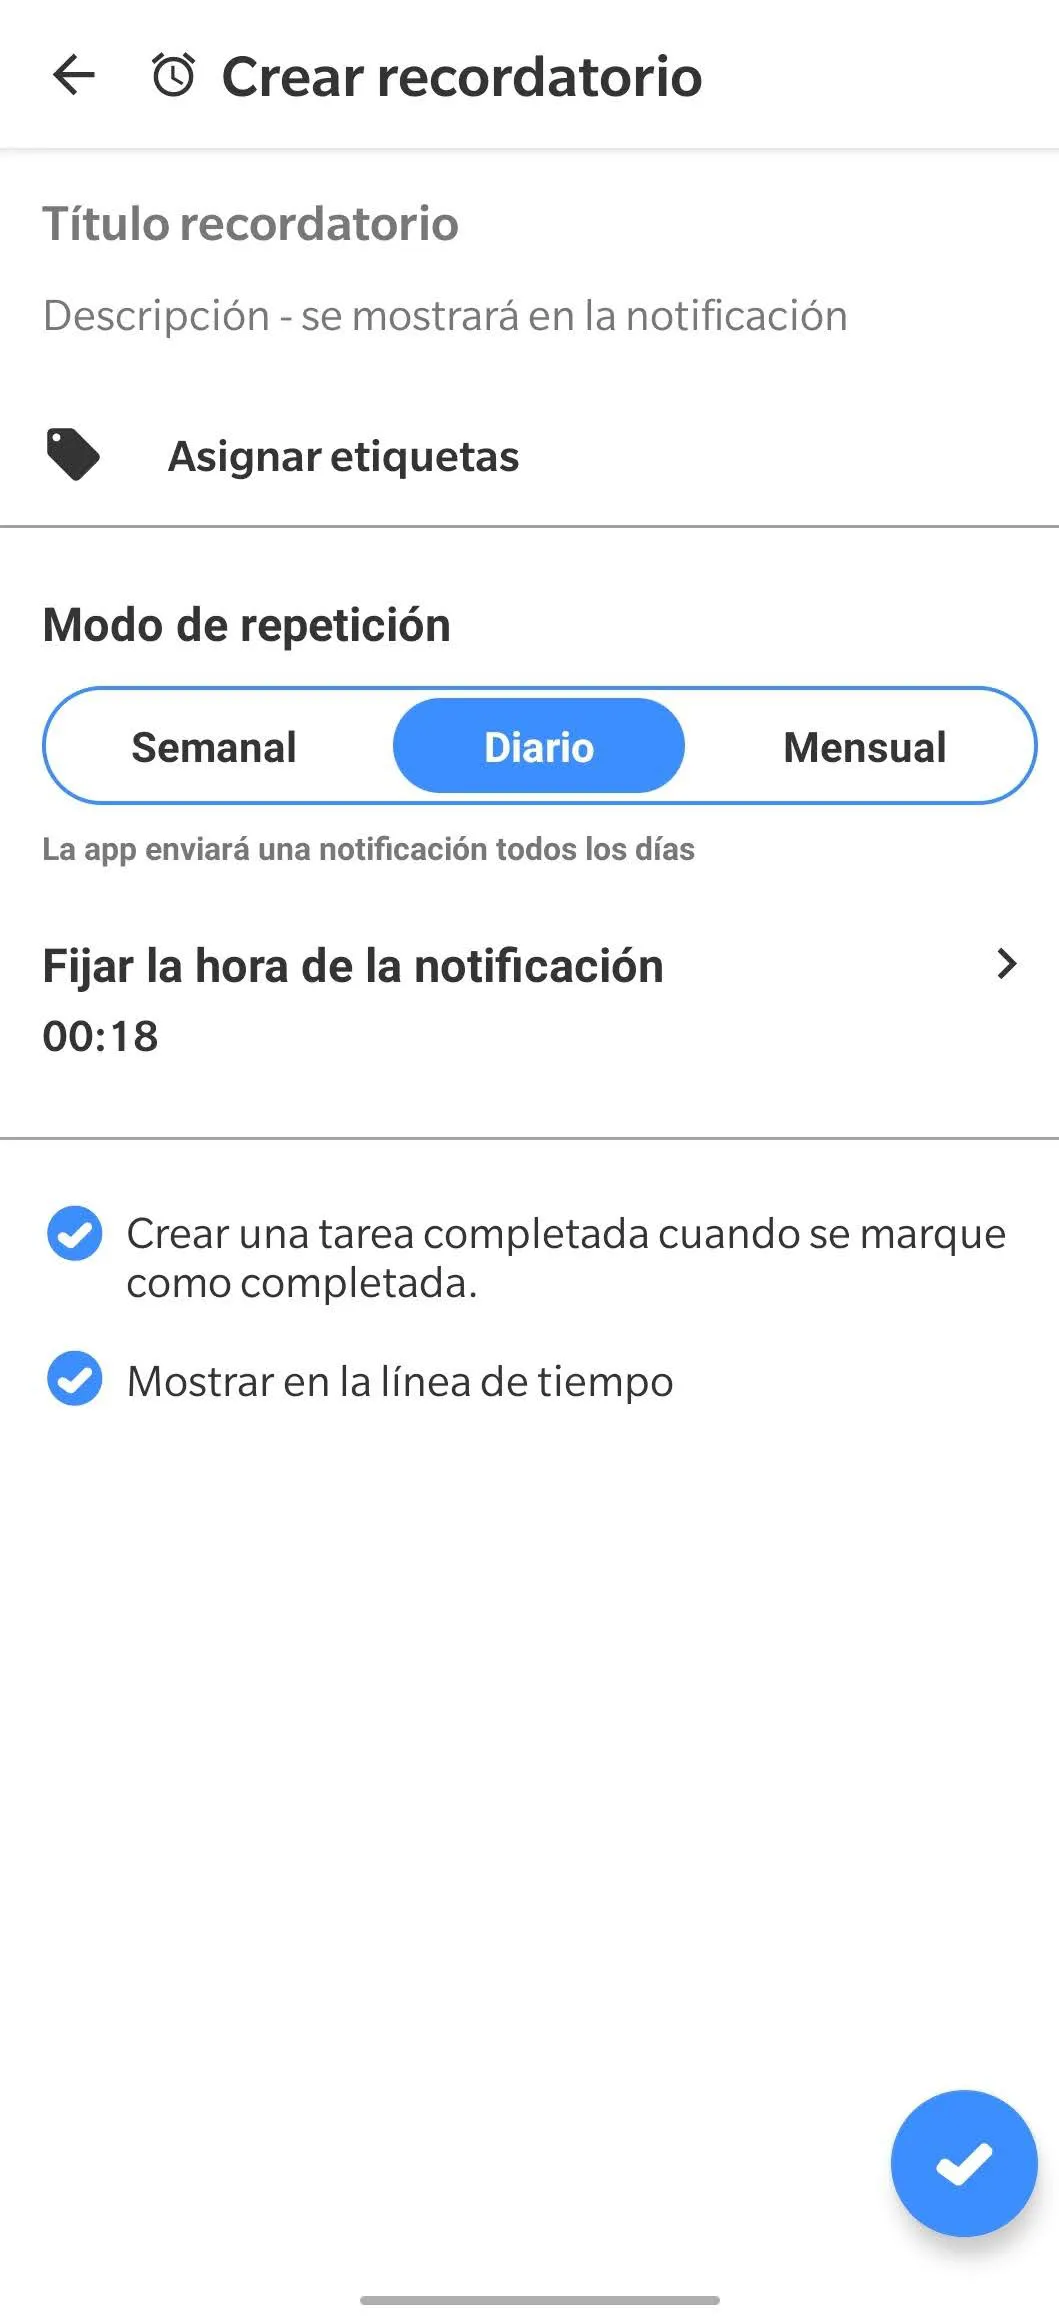 Crear recordatorio
Título recordatorio
Descripción - se mostrará en la notificación
Asignar etiquetas
Modo de repetición
Semanal Diario Mensual
La app enviará una notificación todos los días
Fijar la hora de la notificación
00:18
Crear una tarea completada cuando se marque
como completada.
Mostrar en la línea de tiempo